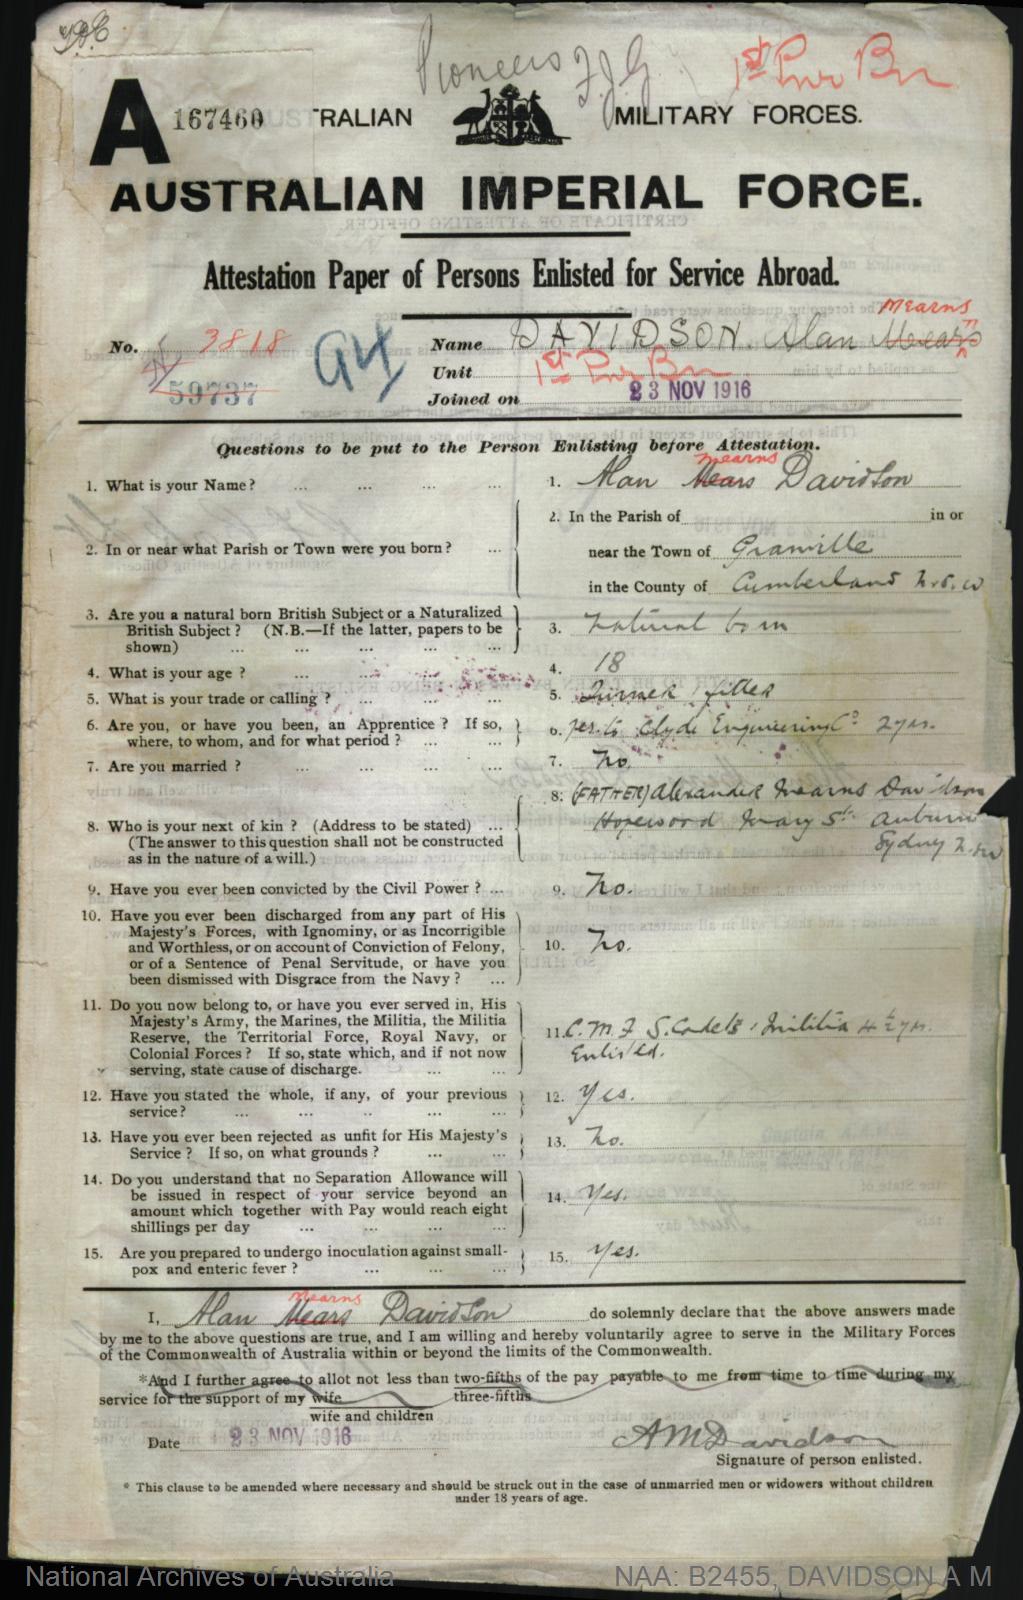 Pioneers F.J.G. 1st Pnr Bn
A 167460 TRALIAN MILITARY FORCES.
AUSTRALIAN IMPERIAL FORCE.
Attestation Paper of Persons Enlisted for Service Abroad.
Mearns
No. 3818 94 Name DAVIDSON. Alan Mears
59737 Unit 1st Pnr Bn
Joined on 23 NOV 1916
Questions to be put to the Person Enlisting before Attestation.
Mearns
1. What is your Name? ... ... ... ... 1. Alan Mears Davidson
2. In the Parish of in or
2. In or near what Parish or Town were you born? ... near the Town of Granville
in the County of Cumberland N.S.W
3. Are you a natural born British Subject or a Naturalized
British Subject? (N.B.—If the latter, papers to be 3. Natural born
shown) ... ... ... ... ...
4. What is your age? ... ... ... ... 4. 18
5. What is your trade or calling? ... ... ... 5. Turner & fitter
6. Are you, or have you been, an Apprentice? If so, 6. yes. to Clyde Engineering Co 2 yrs.
where, to whom, and for what period? ... ...
7. Are you married? ... ... ... ... 7. No.
8. (FATHER) Alexander Mearns Davidson
8. Who is your next of kin? (Address to be stated) ... Hopewood Mary St Auburn
(The answer to this question shall not be constructed Sydney N.SW
as in the nature of a will.)
9. Have you ever been convicted by the Civil Power? ... 9. No.
10. Have you ever been discharged from any part of His
Majesty's Forces, with Ignominy, or as Incorrigible
and Worthless, or on account of Conviction of Felony, 10. No.
or of a Sentence of Penal Servitude, or have you
been dismissed with Disgrace from the Navy? ...
11. Do you now belong to, or have you ever served in, His
Majesty's Army, the Marines, the Militia, the Militia 11. C.M.F S.Cadets & Militia 4½ yrs.
Reserve, the Territorial Force, Royal Navy, or
Colonial Forces? If so, state which, and if not now Enlisted.
serving, state cause of discharge. ... ...
12. Have you stated the whole, if any, of your previous 12. Yes.
service? ... ... ... ... ...
13. Have you ever been rejected as unfit for His Majesty's 13. No.
Service? If so, on what grounds? ... ...
14. Do you understand that no Separation Allowance will
be issued in respect of your service beyond an 14. Yes.
amount which together with Pay would reach eight
shillings per day ... ... ... ...
15. Are you prepared to undergo inoculation against small- 15. Yes.
pox and enteric fever? ... ... ...
Mearns
I, Alan Mears Davidson do solemnly declare that the above answers made
by me to the above questions are true, and I am willing and hereby voluntarily agree to serve in the Military Forces
of the Commonwealth of Australia within or beyond the limits of the Commonwealth.
*And I further agree to allot not less than two-fifths of the pay payable to me from time to time during my
service for the support of my wife three-fifths
wife and children
Date 23 NOV 1916 AMDavidson
Signature of person enlisted.
* This clause to be amended where necessary and should be struck out in the case of unmarried men or widowers without children
under 18 years of age.
National Archives of Australia NAA: B2455, DAVIDSON A M